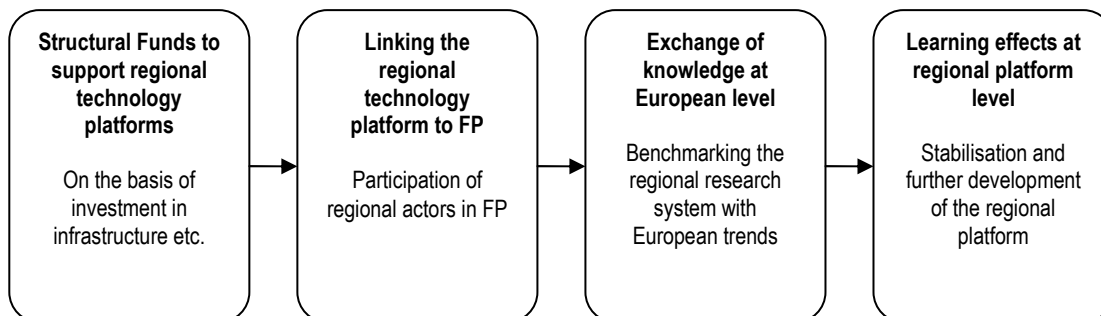 Structural Funds to
support regional
technology
platforms
On the basis of
investment in
infrastructure etc.
Linking the
regional
technology
platform to FP
Participation of
regional actors in FP
Exchange of
knowledge at
European level
Benchmarking the
regional research
system with
European trends
Learning effects at
regional platform
level
Stabilisation and
further development
of the regional
platform